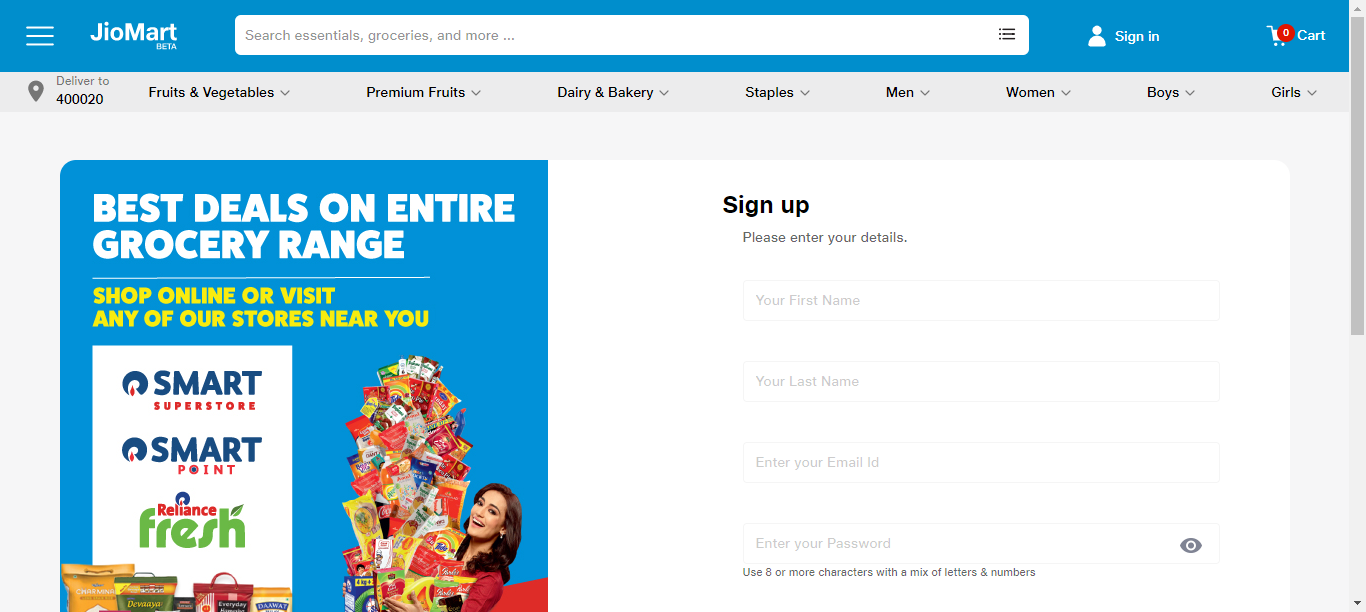 JioMart
BETA
Search essentials, groceries, and more ...
Sign in
0
Cart
Deliver to
400020
Fruits & Vegetables
Premium Fruits
Dairy & Bakery
Staples
Men
Women
Boys
Girls
BEST DEALS ON ENTIRE
GROCERY RANGE
SHOP ONLINE OR VISIT
ANY OF OUR STORES NEAR YOU
SMART
SUPERSTORE
SMART
POINT
Reliance
fresh
Devaaya
Everyday
DAAWAT
Sign up
Please enter your details.
Your First Name
Your Last Name
Enter your Email Id
Enter your Password
Use 8 or more characters with a mix of letters & numbers